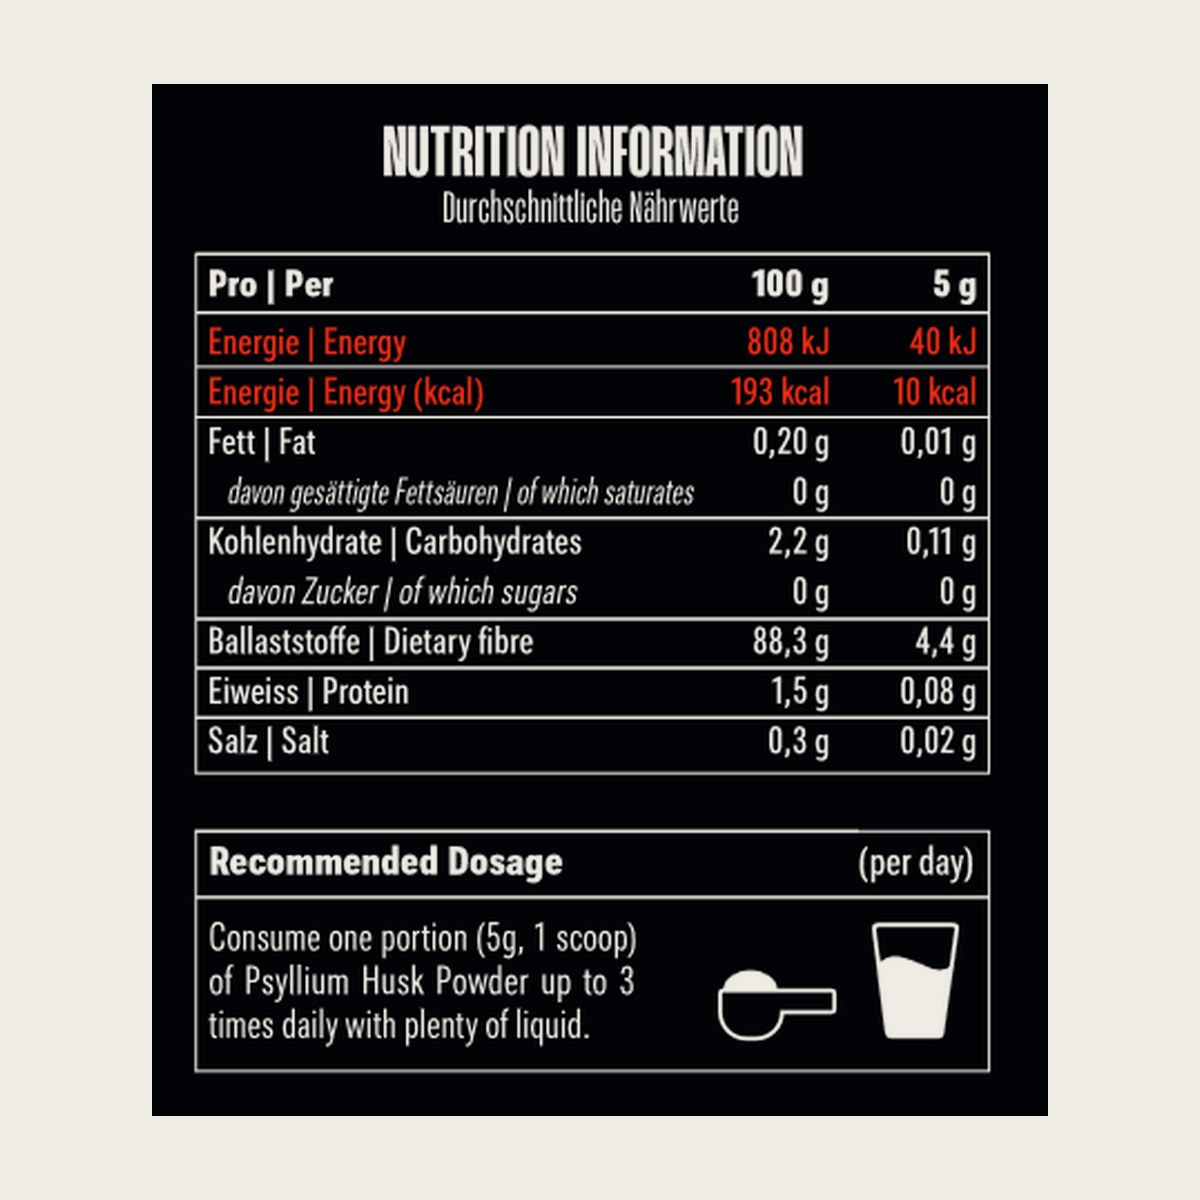 NUTRITION INFORMATION
Durchschnittliche Nährwerte
Pro | Per 100 g 5 g
Energie | Energy 808 kJ 40 kJ
Energie | Energy (kcal) 193 kcal 10 kcal
Fett | Fat 0,20 g 0,01 g
davon gesättigte Fettsäuren | of which saturates 0 g 0 g
Kohlenhydrate | Carbohydrates 2,2 g 0,11 g
davon Zucker | of which sugars 0 g 0 g
Ballaststoffe | Dietary fibre 88,3 g 4,4 g
Eiweiss | Protein 1,5 g 0,08 g
Salz | Salt 0,3 g 0,02 g
Recommended Dosage (per day)
Consume one portion (5g, 1 scoop)
of Psyllium Husk Powder up to 3
times daily with plenty of liquid.